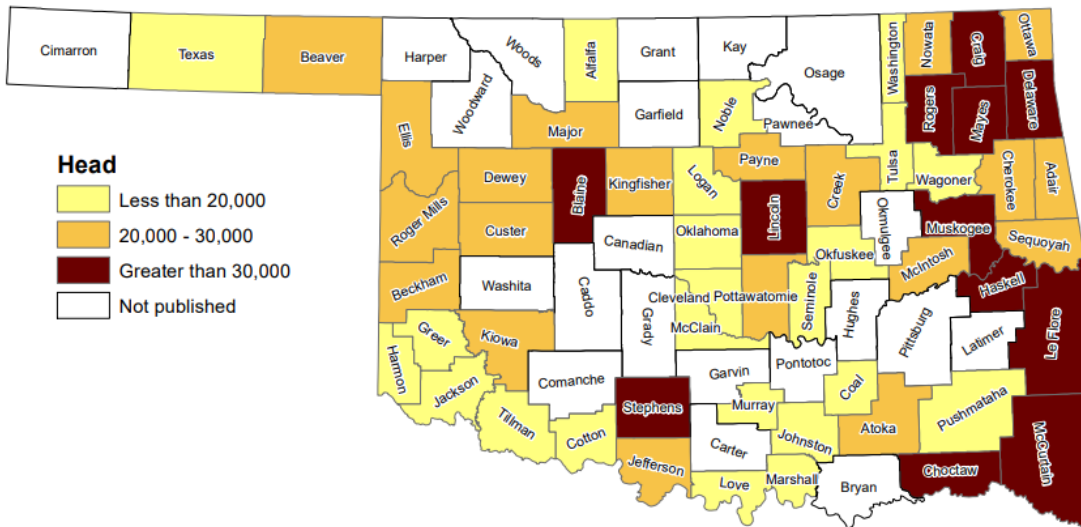 Cimarron
Texas
Beaver
Harper
Woods
Alfalfa
Grant
Kay
Osage
Washington
Nowata
Craig
Ottawa
Woodward
Ellis
Major
Garfield
Noble
Pawnee
Rogers
Mayes
Delaware
Head
Less than 20,000
20,000 - 30,000
Greater than 30,000
Not published
Dewey
Blaine
Kingfisher
Logan
Payne
Creek
Tulsa
Wagoner
Cherokee
Adair
Roger Mills
Custer
Canadian
Oklahoma
Lincoln
Okfuskee
Okmulgee
Muskogee
Sequoyah
McIntosh
Haskell
Beckham
Washita
Caddo
Grady
Cleveland
Pottawatomie
Seminole
Hughes
Pittsburg
Latimer
Le Flore
McClain
Greer
Kiowa
Harmon
Jackson
Comanche
Garvin
Pontotoc
Coal
Pushmataha
Tillman
Cotton
Stephens
Murray
Johnston
Atoka
McCurtain
Jefferson
Carter
Love
Marshall
Bryan
Choctaw